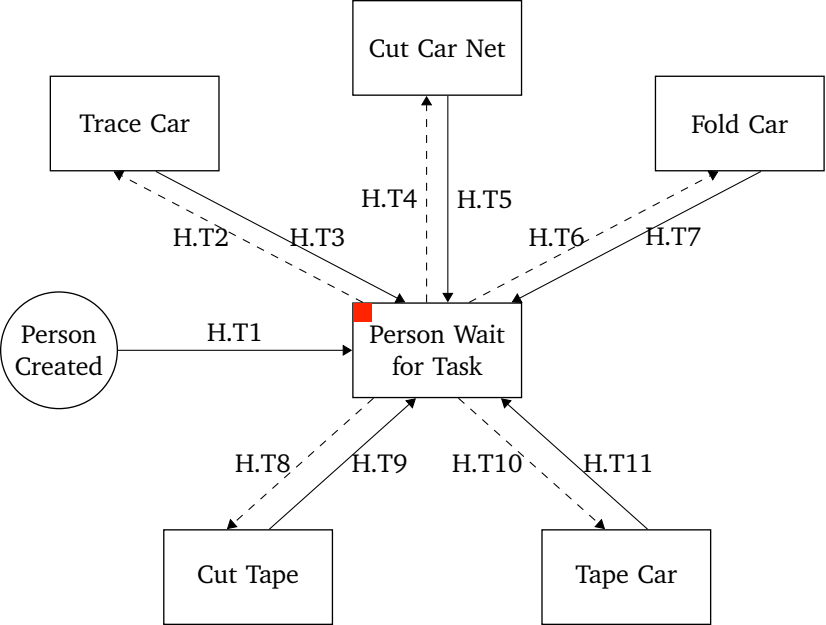 Cut Car Net
Trace Car
Fold Car
H.T4
H.T5
H.T2
H.T3
H.T6
H.T7
Person
Created
H.T1
Person Wait
for Task
H.T8
H.T9
H.T10
H.T11
Cut Tape
Tape Car